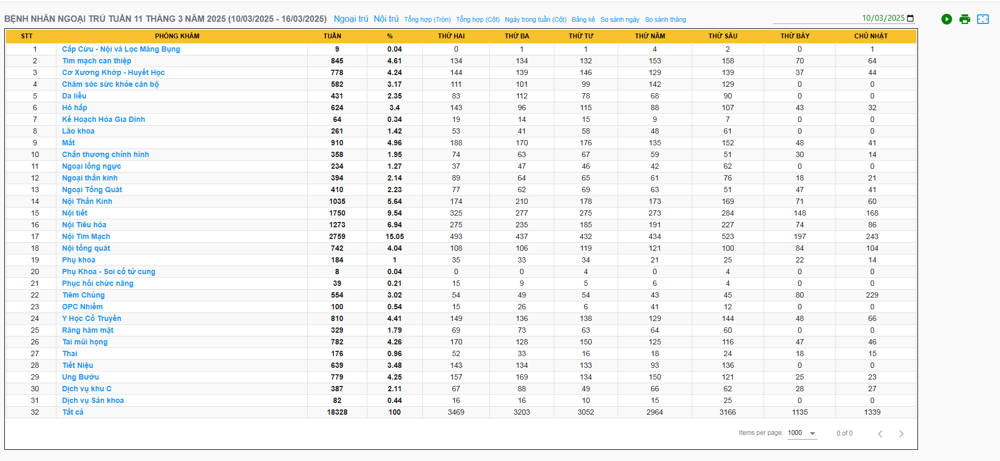 BỆNH NHÂN NGOẠI TRÚ TUẦN 11 THÁNG 3 NĂM 2025 (10/03/2025 - 16/03/2025) Ngoại trú Nội trú Tổng hợp (Tròn) Tổng hợp (Cột) Ngày trong tuần (Cột) Bảng kê So sánh ngày So sánh tháng 10/03/2025
STT PHÒNG KHÁM TUẦN % THỨ HAI THỨ BA THỨ TƯ THỨ NĂM THỨ SÁU THỨ BẢY CHỦ NHẬT
1 Cấp Cứu - Nội và Lọc Màng Bụng 9 0.04 0 1 1 4 2 0 1
2 Tim mạch can thiệp 845 4.61 134 134 132 153 158 70 64
3 Cơ Xương Khớp - Huyết Học 778 4.24 144 139 146 129 139 37 44
4 Chăm sóc sức khỏe cán bộ 582 3.17 111 101 99 142 129 0 0
5 Da liễu 431 2.35 83 112 78 68 90 0 0
6 Hô hấp 624 3.4 143 96 115 88 107 43 32
7 Kế Hoạch Hóa Gia Đình 64 0.34 19 14 15 9 7 0 0
8 Lão khoa 261 1.42 53 41 58 48 61 0 0
9 Mắt 910 4.96 188 170 176 135 152 48 41
10 Chấn thương chỉnh hình 358 1.95 74 63 67 59 51 30 14
11 Ngoại lồng ngực 234 1.27 37 47 46 42 62 0 0
12 Ngoại thần kinh 394 2.14 89 64 65 61 76 18 21
13 Ngoại Tổng Quát 410 2.23 77 62 69 63 51 47 41
14 Nội Thần Kinh 1035 5.64 174 210 178 173 169 71 60
15 Nội tiết 1750 9.54 325 277 275 273 284 148 168
16 Nội Tiêu hóa 1273 6.94 275 235 185 191 227 74 86
17 Nội Tim Mạch 2759 15.05 493 437 432 434 523 197 243
18 Nội tổng quát 742 4.04 108 106 119 121 100 84 104
19 Phụ khoa 184 1 35 33 34 21 25 22 14
20 Phụ Khoa - Soi cổ tử cung 8 0.04 0 0 4 0 4 0 0
21 Phục hồi chức năng 39 0.21 15 9 5 6 4 0 0
22 Tiêm Chủng 554 3.02 54 49 54 43 45 80 229
23 OPC Nhiễm 100 0.54 15 26 6 41 12 0 0
24 Y Học Cổ Truyền 810 4.41 149 136 138 129 144 48 66
25 Răng hàm mặt 329 1.79 69 73 63 64 60 0 0
26 Tai mũi họng 782 4.26 170 128 150 125 116 47 46
27 Thai 176 0.96 52 33 16 18 24 18 15
28 Tiết Niệu 639 3.48 143 134 133 93 136 0 0
29 Ung Bướu 779 4.25 157 169 134 150 121 25 23
30 Dịch vụ khu C 387 2.11 67 88 49 66 62 28 27
31 Dịch vụ Sản khoa 82 0.44 16 16 10 15 25 0 0
32 Tất cả 18328 100 3469 3203 3052 2964 3166 1135 1339
Items per page: 1000 0 of 0